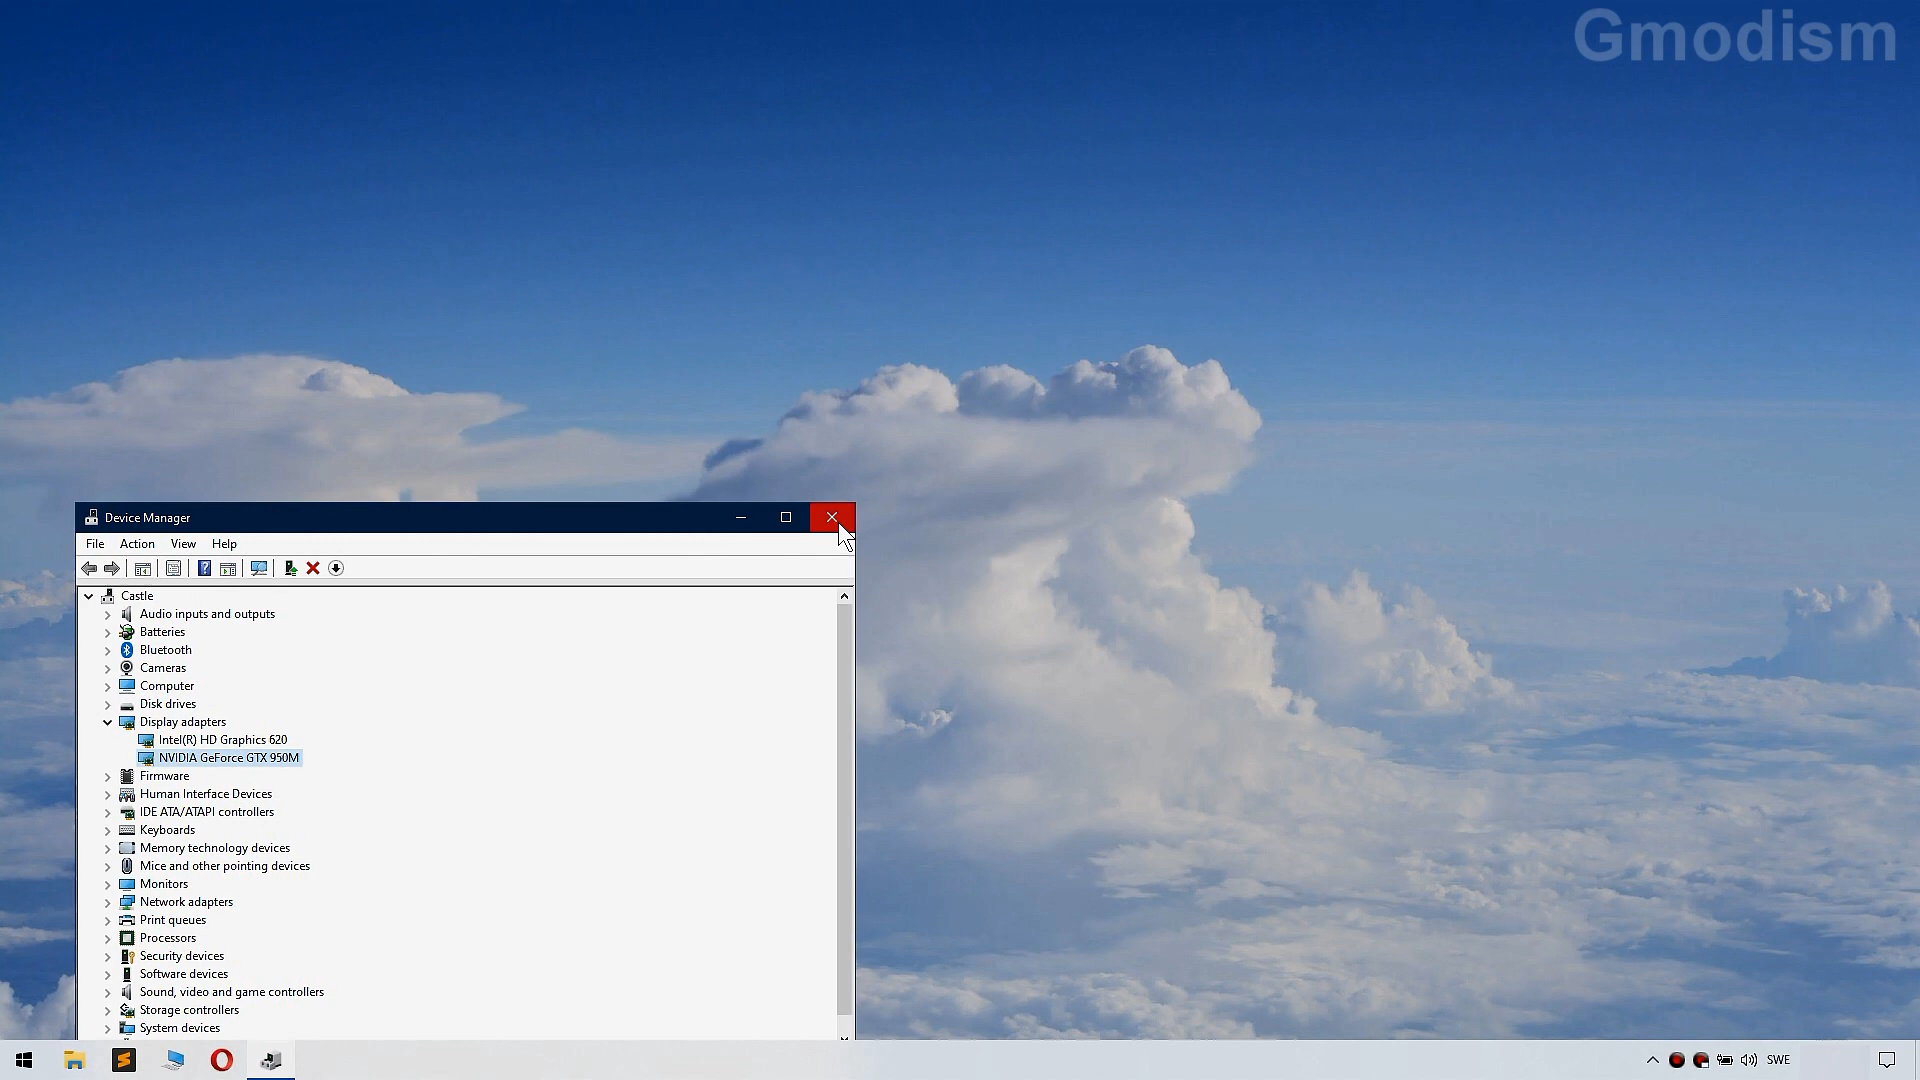 Gmodism
Device Manager
File Action View Help
Castle
Audio inputs and outputs
Batteries
Bluetooth
Cameras
Computer
Disk drives
Display adapters
Intel(R) HD Graphics 620
NVIDIA GeForce GTX 950M
Firmware
Human Interface Devices
IDE ATA/ATAPI controllers
Keyboards
Memory technology devices
Mice and other pointing devices
Monitors
Network adapters
Print queues
Processors
Security devices
Software devices
Sound, video and game controllers
Storage controllers
System devices
SWE